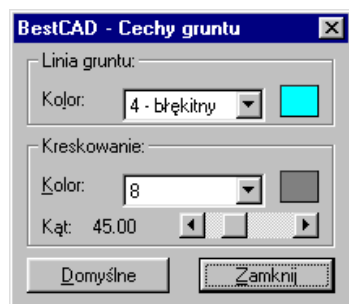 BestCAD - Cechy gruntu
Linia gruntu:
Kolor: 4 - błękitny
Kreskowanie:
Kolor: 8
Kąt: 45.00
Domyślne Zamknij